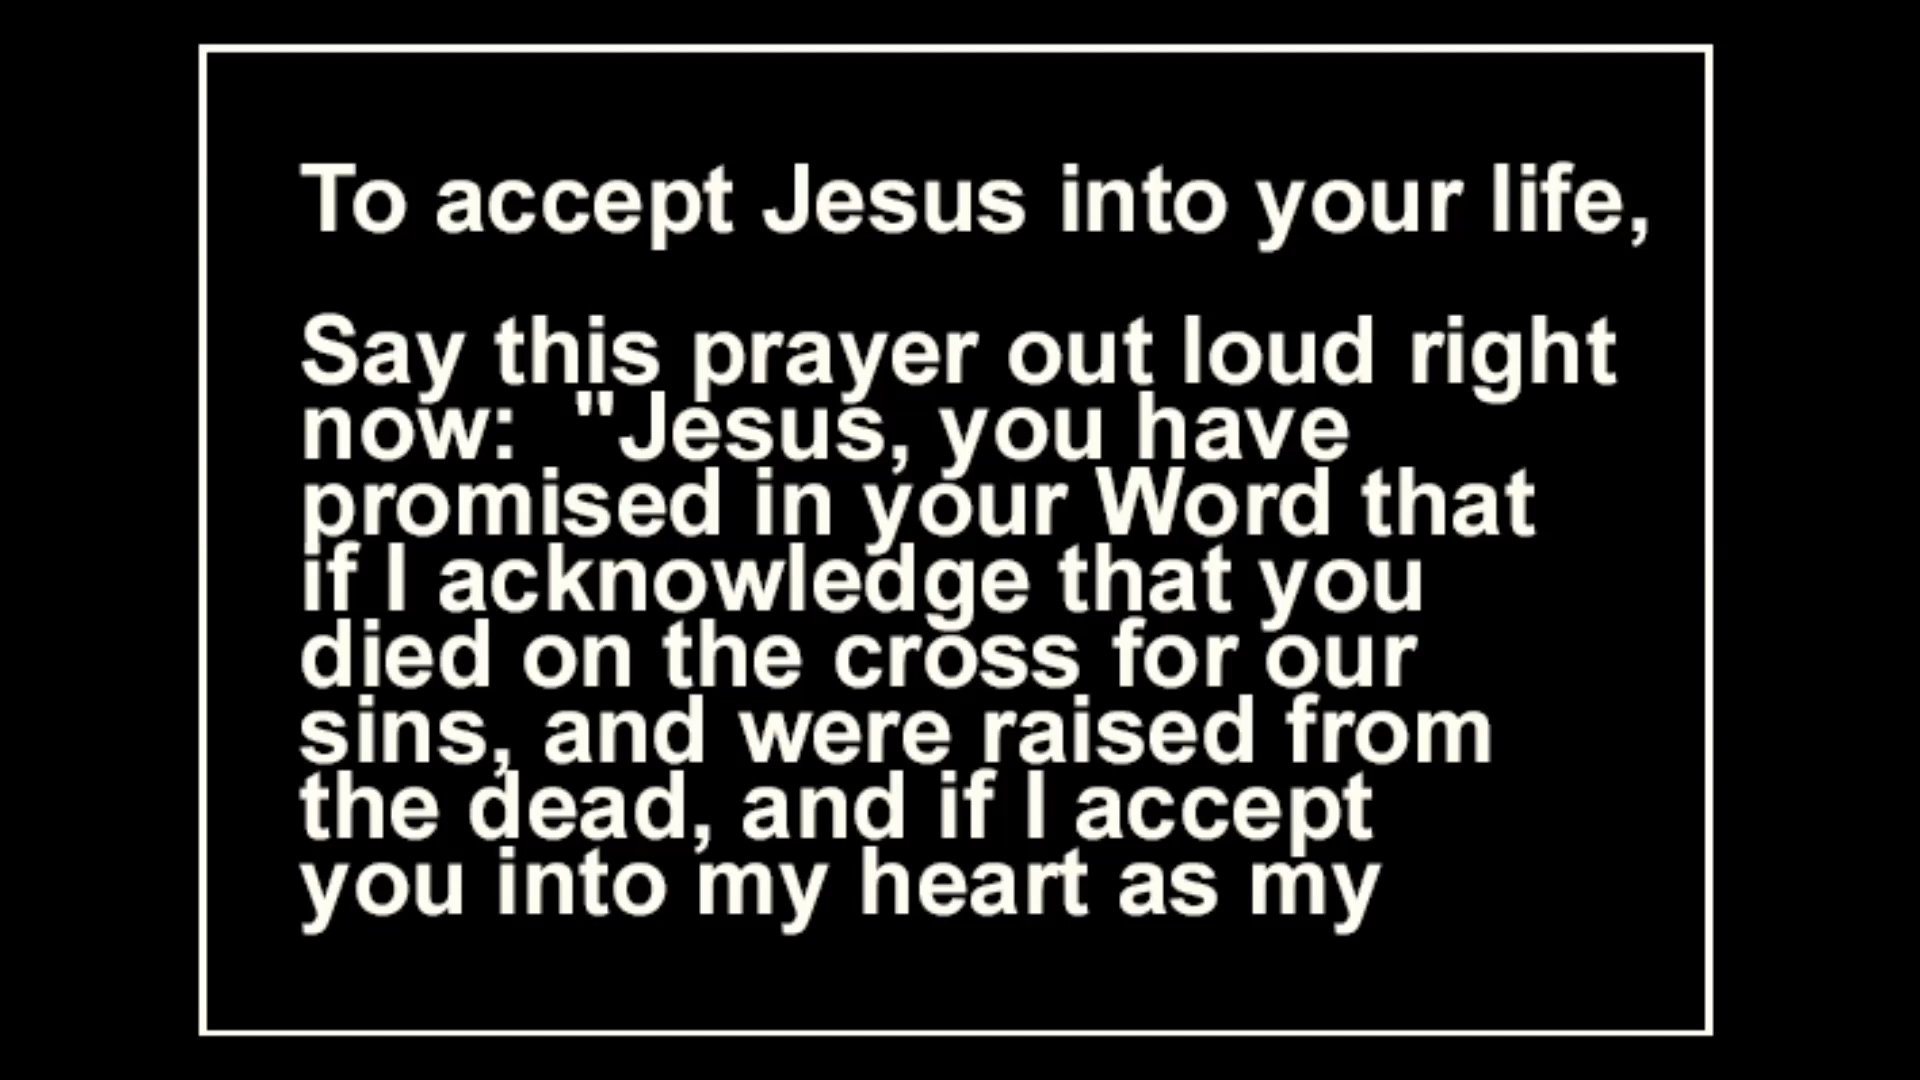 To accept Jesus into your life,
Say this prayer out loud right
now:  "Jesus, you have
promised in your Word that
if I acknowledge that you
died on the cross for our
sins, and were raised from
the dead, and if I accept
you into my heart as my